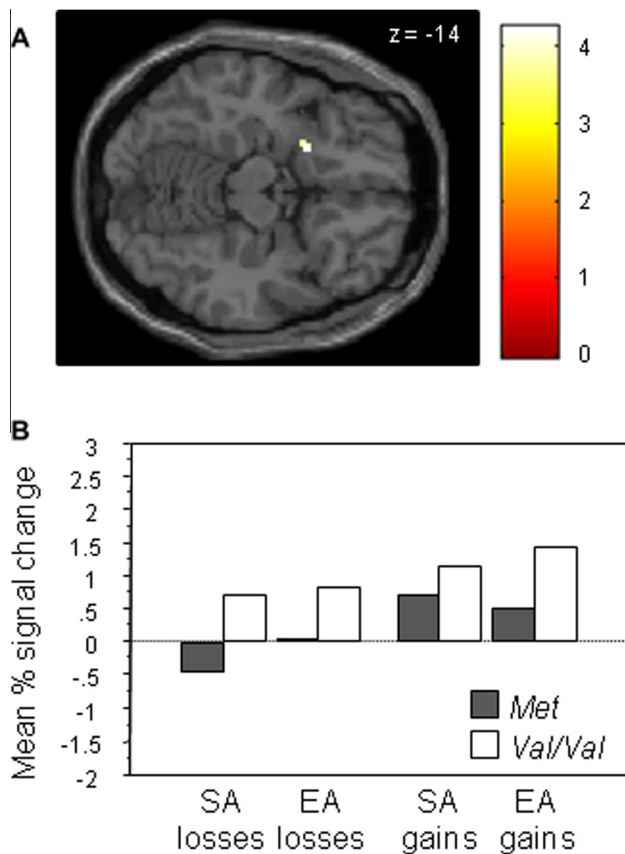 A
z = -14
4
3
2
1
0
B
Mean % signal change
3
2.5
2
1.5
1
.5
0
-.5
-1
-1.5
-2
Met
Val/Val
SA losses
EA losses
SA gains
EA gains